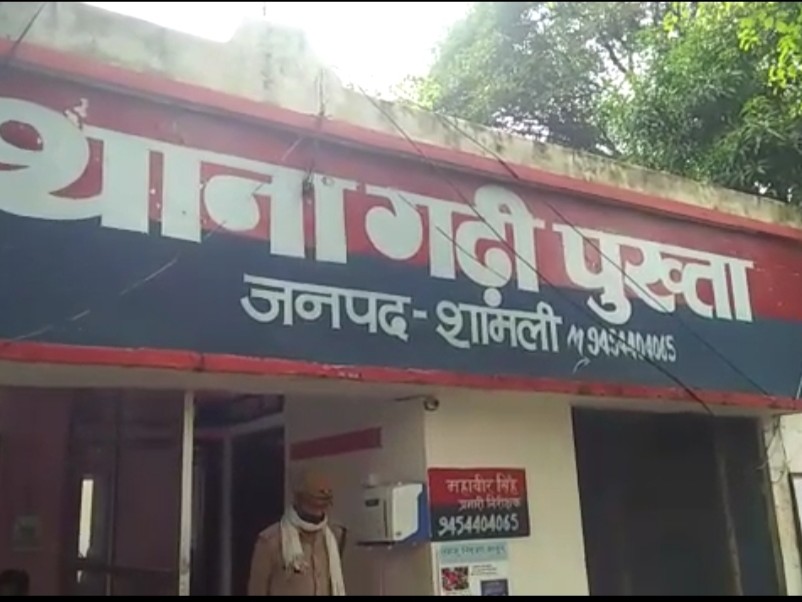 थाना गढ़ी पुख्ता
जनपद - शामली M 9454404065
महावीर सिंह
प्रभारी निरीक्षक
9454404065